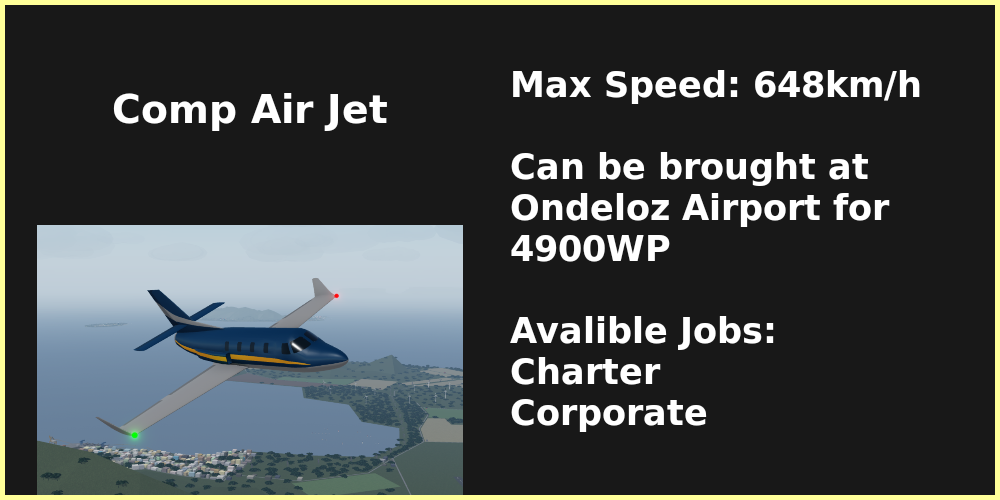 Comp Air Jet
Max Speed: 648km/h
Can be brought at
Ondeloz Airport for
4900WP
Avalible Jobs:
Charter
Corporate